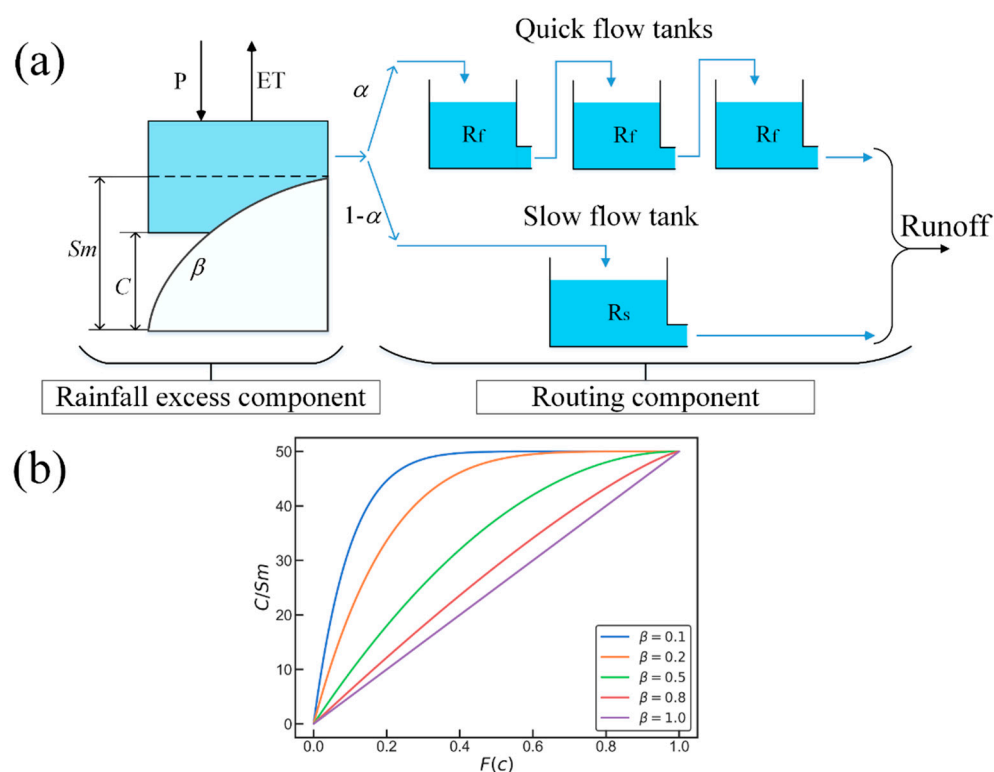 (a)
P
ET
Sm
C
β
α
1-α
Quick flow tanks
Rf
Rf
Rf
Slow flow tank
Rs
Runoff
Rainfall excess component
Routing component
(b)
C/Sm
50
40
30
20
10
0
0.0 0.2 0.4 0.6 0.8 1.0
F(c)
β = 0.1
β = 0.2
β = 0.5
β = 0.8
β = 1.0